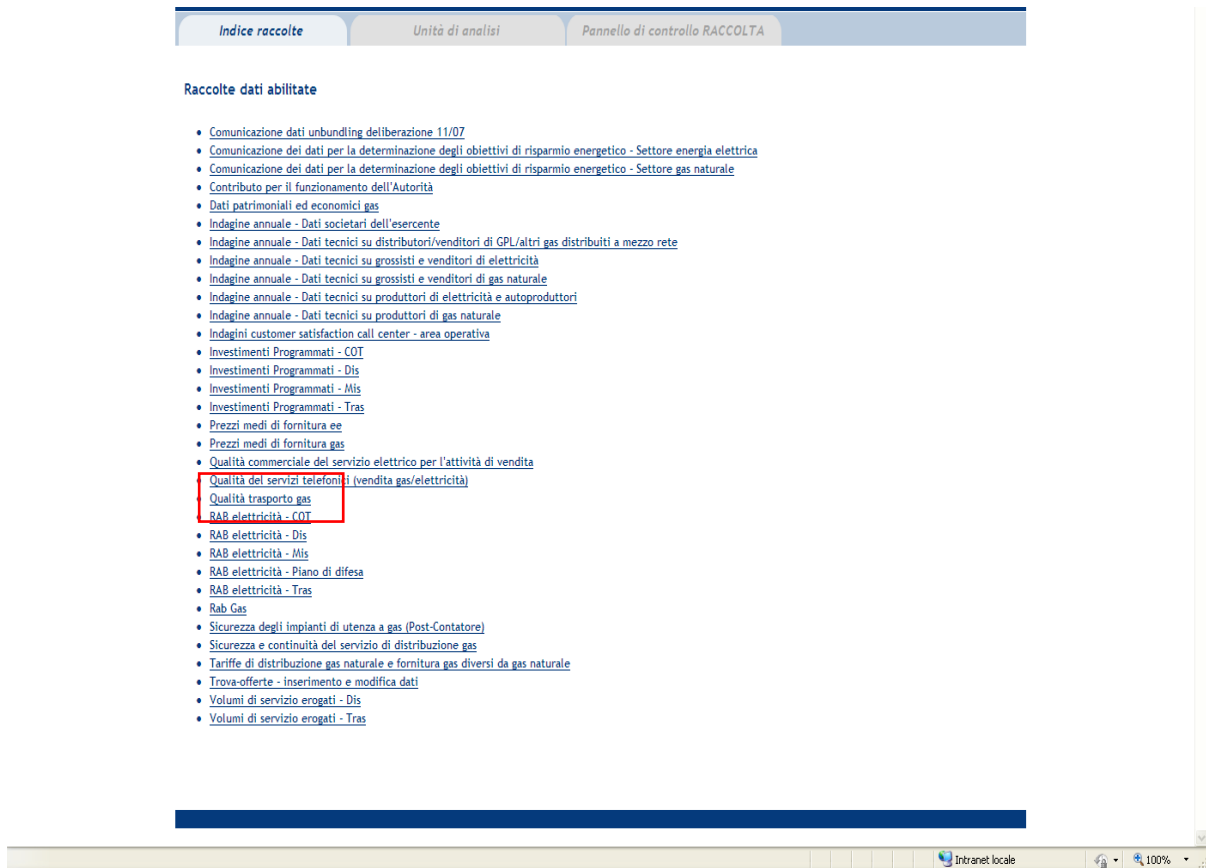 Indice raccolte Unità di analisi Pannello di controllo RACCOLTA
Raccolte dati abilitate
• Comunicazione dati unbundling deliberazione 11/07
• Comunicazione dei dati per la determinazione degli obiettivi di risparmio energetico - Settore energia elettrica
• Comunicazione dei dati per la determinazione degli obiettivi di risparmio energetico - Settore gas naturale
• Contributo per il funzionamento dell'Autorità
• Dati patrimoniali ed economici gas
• Indagine annuale - Dati societari dell'esercente
• Indagine annuale - Dati tecnici su distributori/venditori di GPL/altri gas distribuiti a mezzo rete
• Indagine annuale - Dati tecnici su grossisti e venditori di elettricità
• Indagine annuale - Dati tecnici su grossisti e venditori di gas naturale
• Indagine annuale - Dati tecnici su produttori di elettricità e autoproduttori
• Indagine annuale - Dati tecnici su produttori di gas naturale
• Indagini customer satisfaction call center - area operativa
• Investimenti Programmati - COT
• Investimenti Programmati - Dis
• Investimenti Programmati - Mis
• Investimenti Programmati - Tras
• Prezzi medi di fornitura ee
• Prezzi medi di fornitura gas
• Qualità commerciale del servizio elettrico per l'attività di vendita
• Qualità del servizi telefonici (vendita gas/elettricità)
• Qualità trasporto gas
• RAB elettricità - COT
• RAB elettricità - Dis
• RAB elettricità - Mis
• RAB elettricità - Piano di difesa
• RAB elettricità - Tras
• Rab Gas
• Sicurezza degli impianti di utenza a gas (Post-Contatore)
• Sicurezza e continuità del servizio di distribuzione gas
• Tariffe di distribuzione gas naturale e fornitura gas diversi da gas naturale
• Trova-offerte - inserimento e modifica dati
• Volumi di servizio erogati - Dis
• Volumi di servizio erogati - Tras
Intranet locale 100%